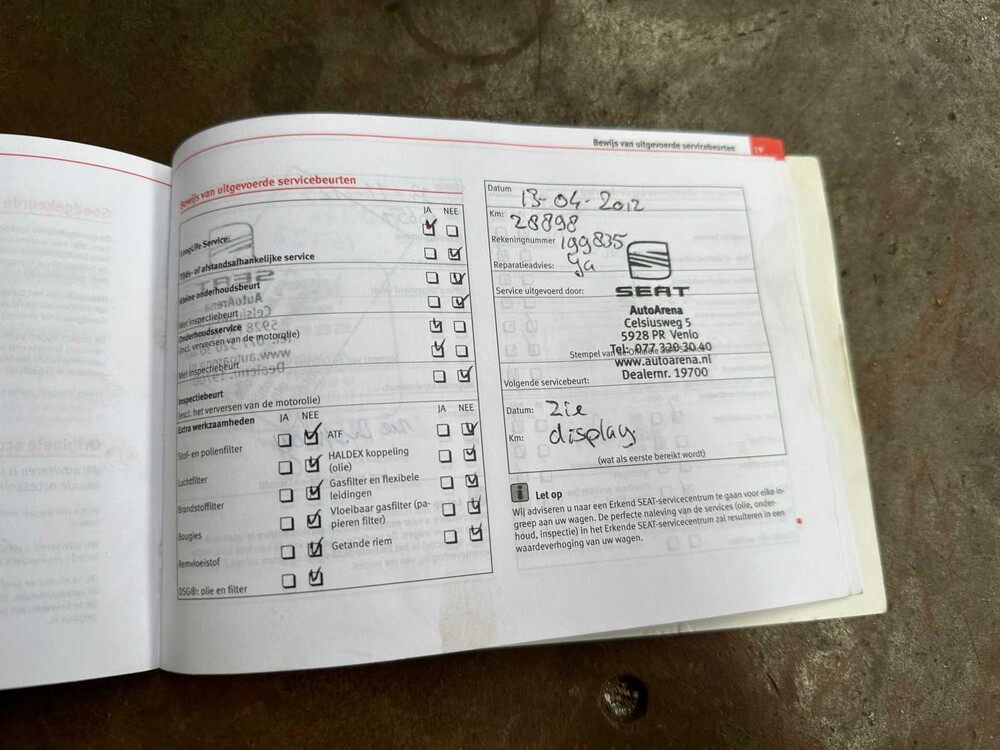 Bewijs van uitgevoerde servicebeurten 19
Bewijs van uitgevoerde servicebeurten
JA NEE
LongLife Service:
Tijds- of afstandsafhankelijke service
Kleine onderhoudsbeurt
Met inspectiebeurt
Onderhoudsservice
(incl. verversen van de motorolie)
Met inspectiebeurt
Inspectiebeurt
(excl. het verversen van de motorolie)
Extra werkzaamheden JA NEE JA NEE
Stof- en pollenfilter
Luchtfilter
Brandstoffilter
Bougies
Remvloeistof
DSG®: olie en filter
ATF
HALDEX koppeling
(olie)
Gasfilter en flexibele
leidingen
Vloeibaar gasfilter (pa-
pieren filter)
Getande riem
Datum 13-04-2012
Km: 28898
Rekeningnummer 199835
Reparatieadvies: ja
Service uitgevoerd door:
SEAT
AutoArena
Celsiusweg 5
5928 PR Venlo
Tel: 077 320 30 40
Stempel van de Officiële
www.autoarena.nl
Dealernr. 19700
Volgende servicebeurt:
Datum: Zie
Km: display.
(wat als eerste bereikt wordt)
i Let op
Wij adviseren u naar een Erkend SEAT-servicecentrum te gaan voor elke in-
greep aan uw wagen. De perfecte naleving van de services (olie, onder-
houd, inspectie) in het Erkende SEAT-servicecentrum zal resulteren in een
waardeverhoging van uw wagen.